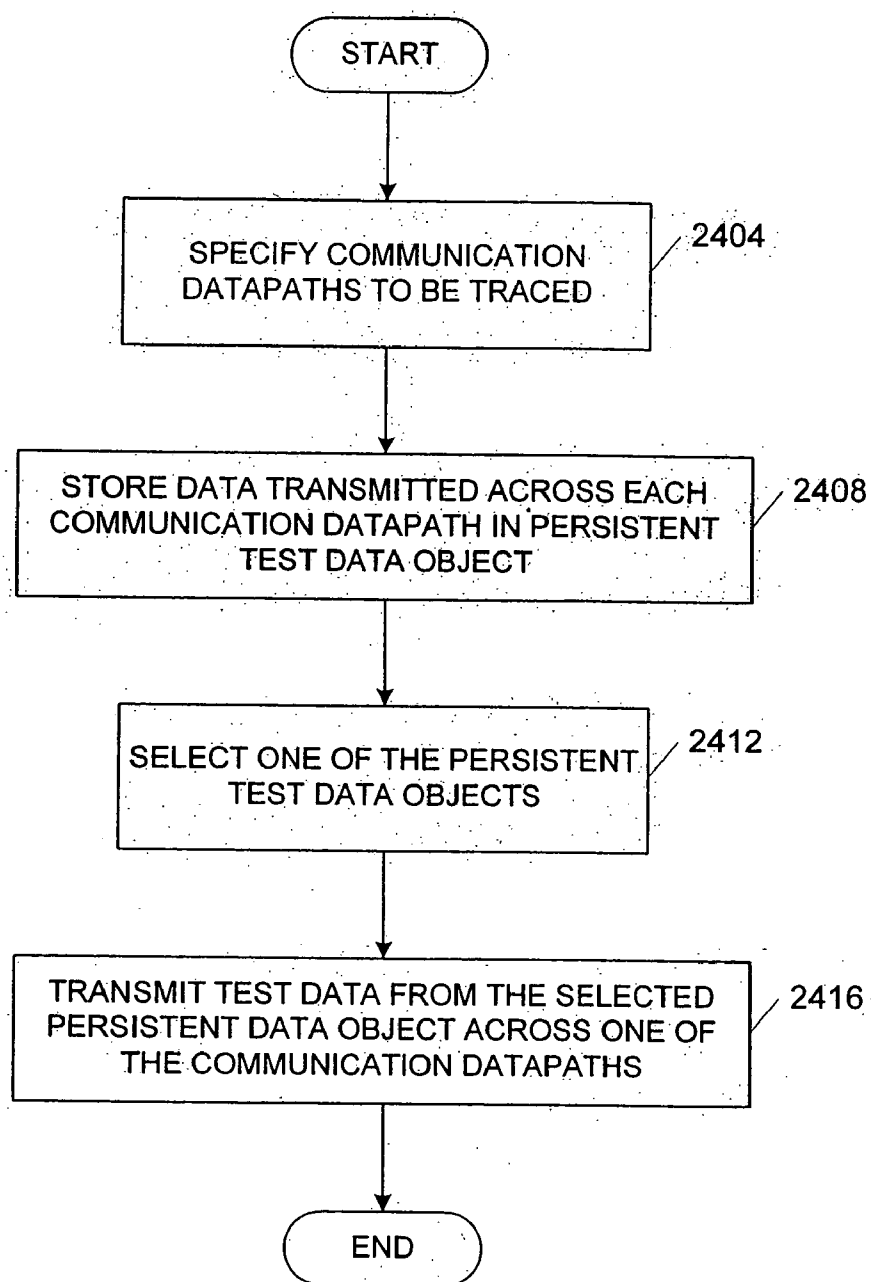 START
SPECIFY COMMUNICATION
DATAPATHS TO BE TRACED
2404
STORE DATA TRANSMITTED ACROSS EACH
COMMUNICATION DATAPATH IN PERSISTENT
TEST DATA OBJECT
2408
SELECT ONE OF THE PERSISTENT
TEST DATA OBJECTS
2412
TRANSMIT TEST DATA FROM THE SELECTED
PERSISTENT DATA OBJECT ACROSS ONE OF
THE COMMUNICATION DATAPATHS
2416
END